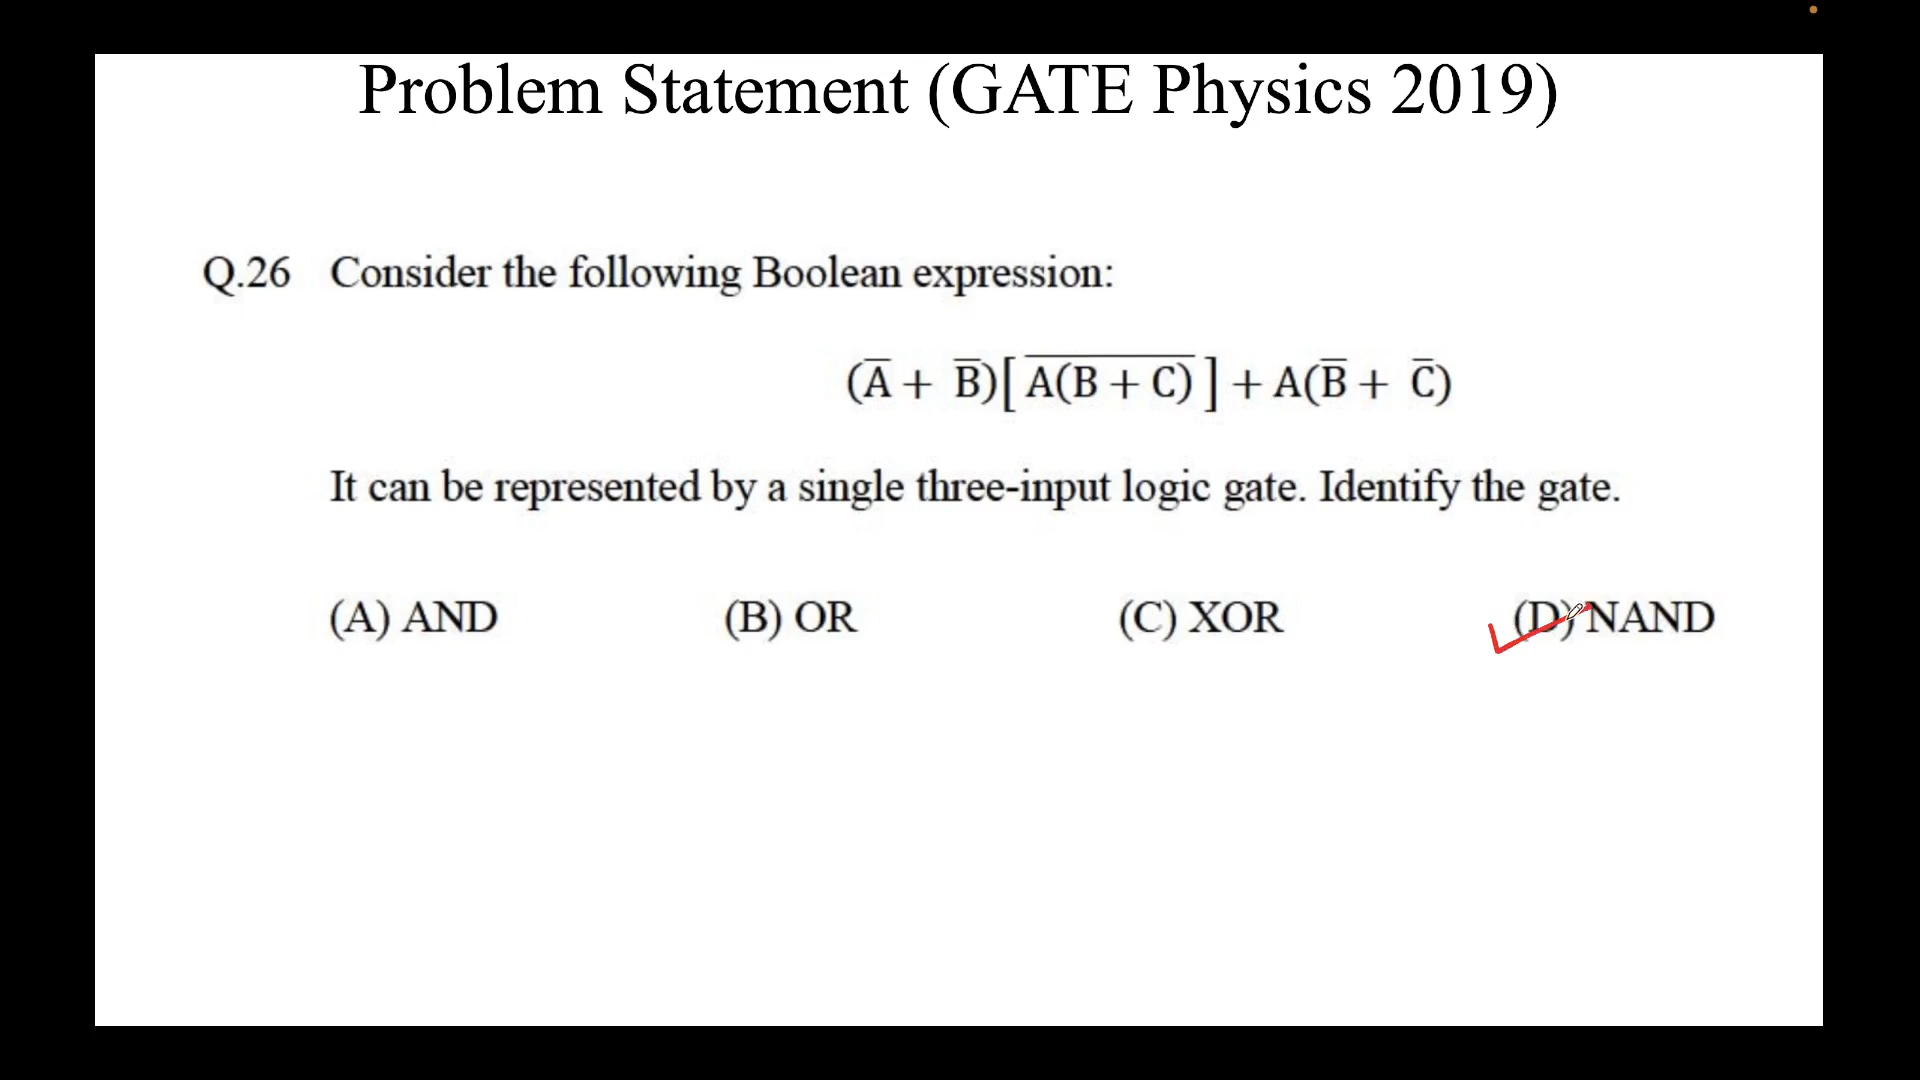 Problem Statement (GATE Physics 2019)
Q.26 Consider the following Boolean expression:
(A̅ + B̅)[ A̅(̅B̅ ̅+̅ ̅C̅)̅ ] + A(B̅ + C̅)
It can be represented by a single three-input logic gate. Identify the gate.
(A) AND (B) OR (C) XOR (D) NAND